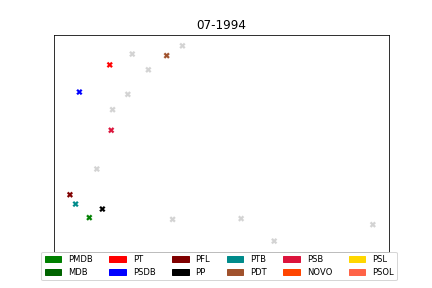 07-1994
PMDB PT PFL PTB PSB PSL
MDB PSDB PP PDT NOVO PSOL